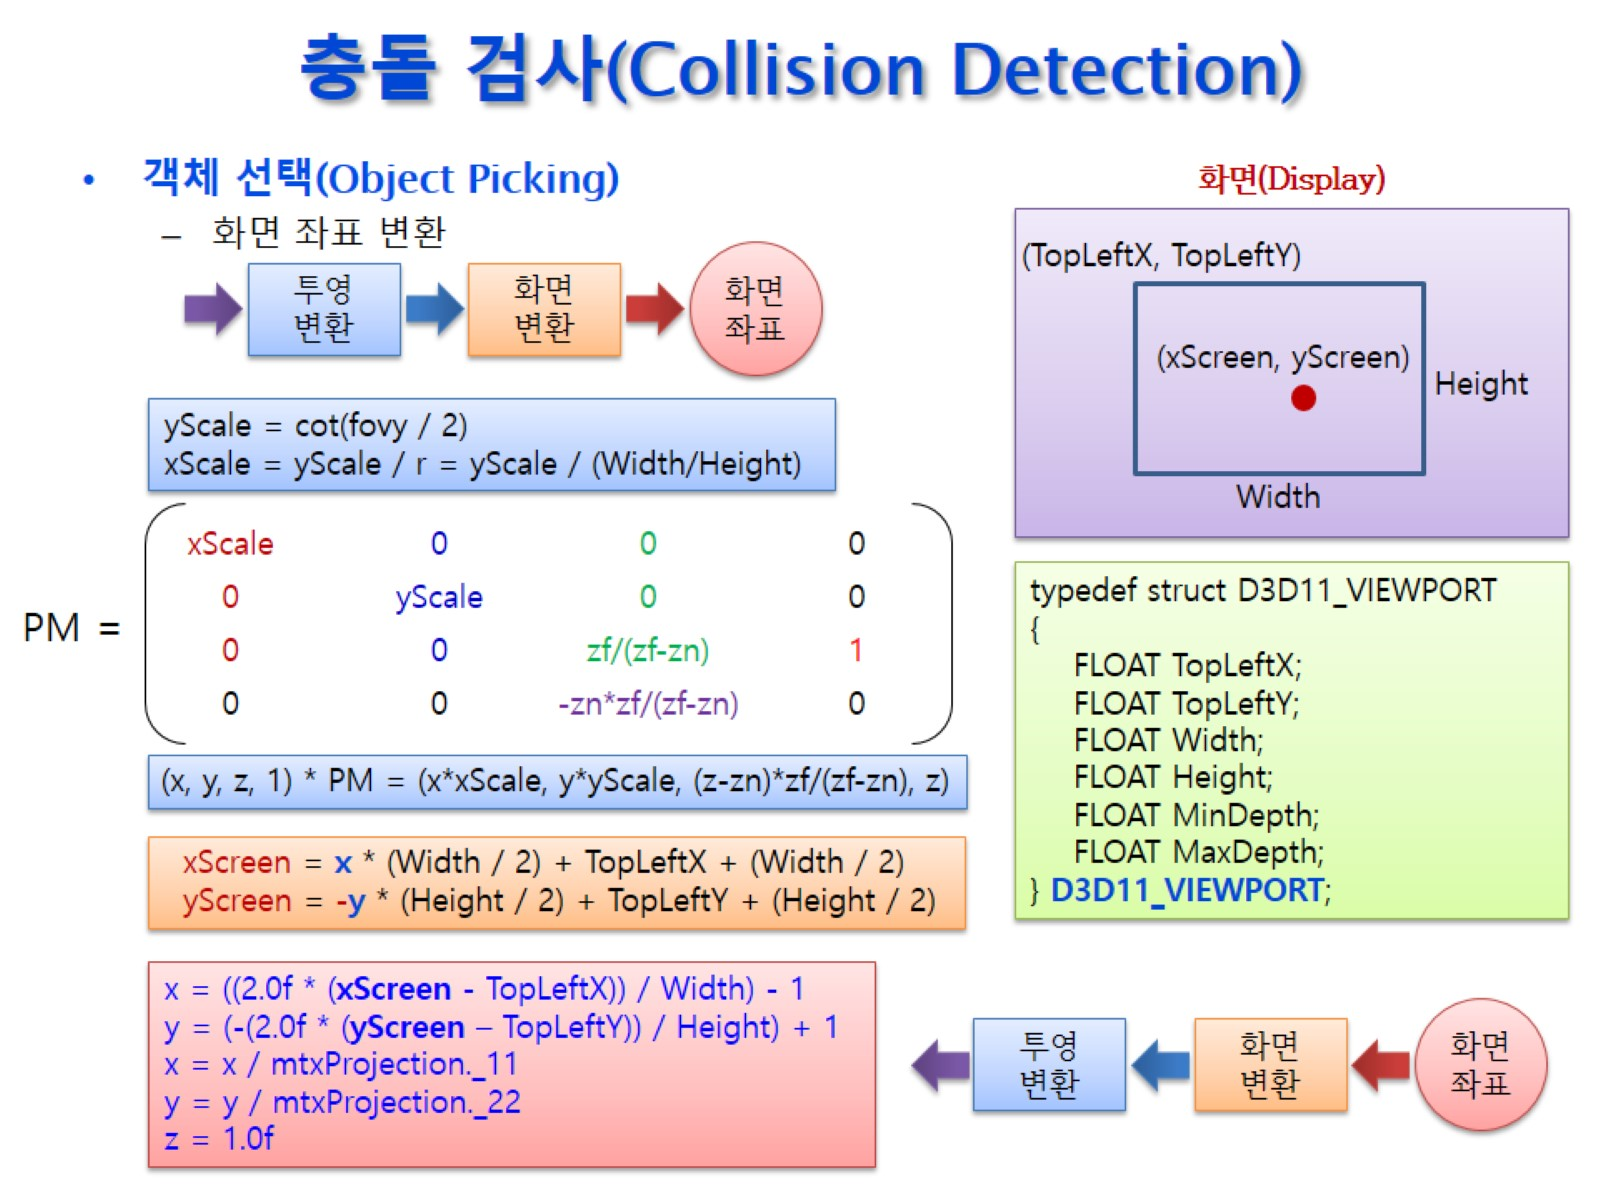 충돌 검사(Collision Detection)
• 객체 선택(Object Picking)
– 화면 좌표 변환
투영
변환
화면
변환
화면
좌표
yScale = cot(fovy / 2)
xScale = yScale / r = yScale / (Width/Height)
PM =
xScale 0 0 0
0 yScale 0 0
0 0 zf/(zf-zn) 1
0 0 -zn*zf/(zf-zn) 0
(x, y, z, 1) * PM = (x*xScale, y*yScale, (z-zn)*zf/(zf-zn), z)
xScreen = x * (Width / 2) + TopLeftX + (Width / 2)
yScreen = -y * (Height / 2) + TopLeftY + (Height / 2)
x = ((2.0f * (xScreen - TopLeftX)) / Width) - 1
y = (-(2.0f * (yScreen – TopLeftY)) / Height) + 1
x = x / mtxProjection._11
y = y / mtxProjection._22
z = 1.0f
화면(Display)
(TopLeftX, TopLeftY)
(xScreen, yScreen)
Height
Width
typedef struct D3D11_VIEWPORT
{
FLOAT TopLeftX;
FLOAT TopLeftY;
FLOAT Width;
FLOAT Height;
FLOAT MinDepth;
FLOAT MaxDepth;
} D3D11_VIEWPORT;
투영
변환
화면
변환
화면
좌표